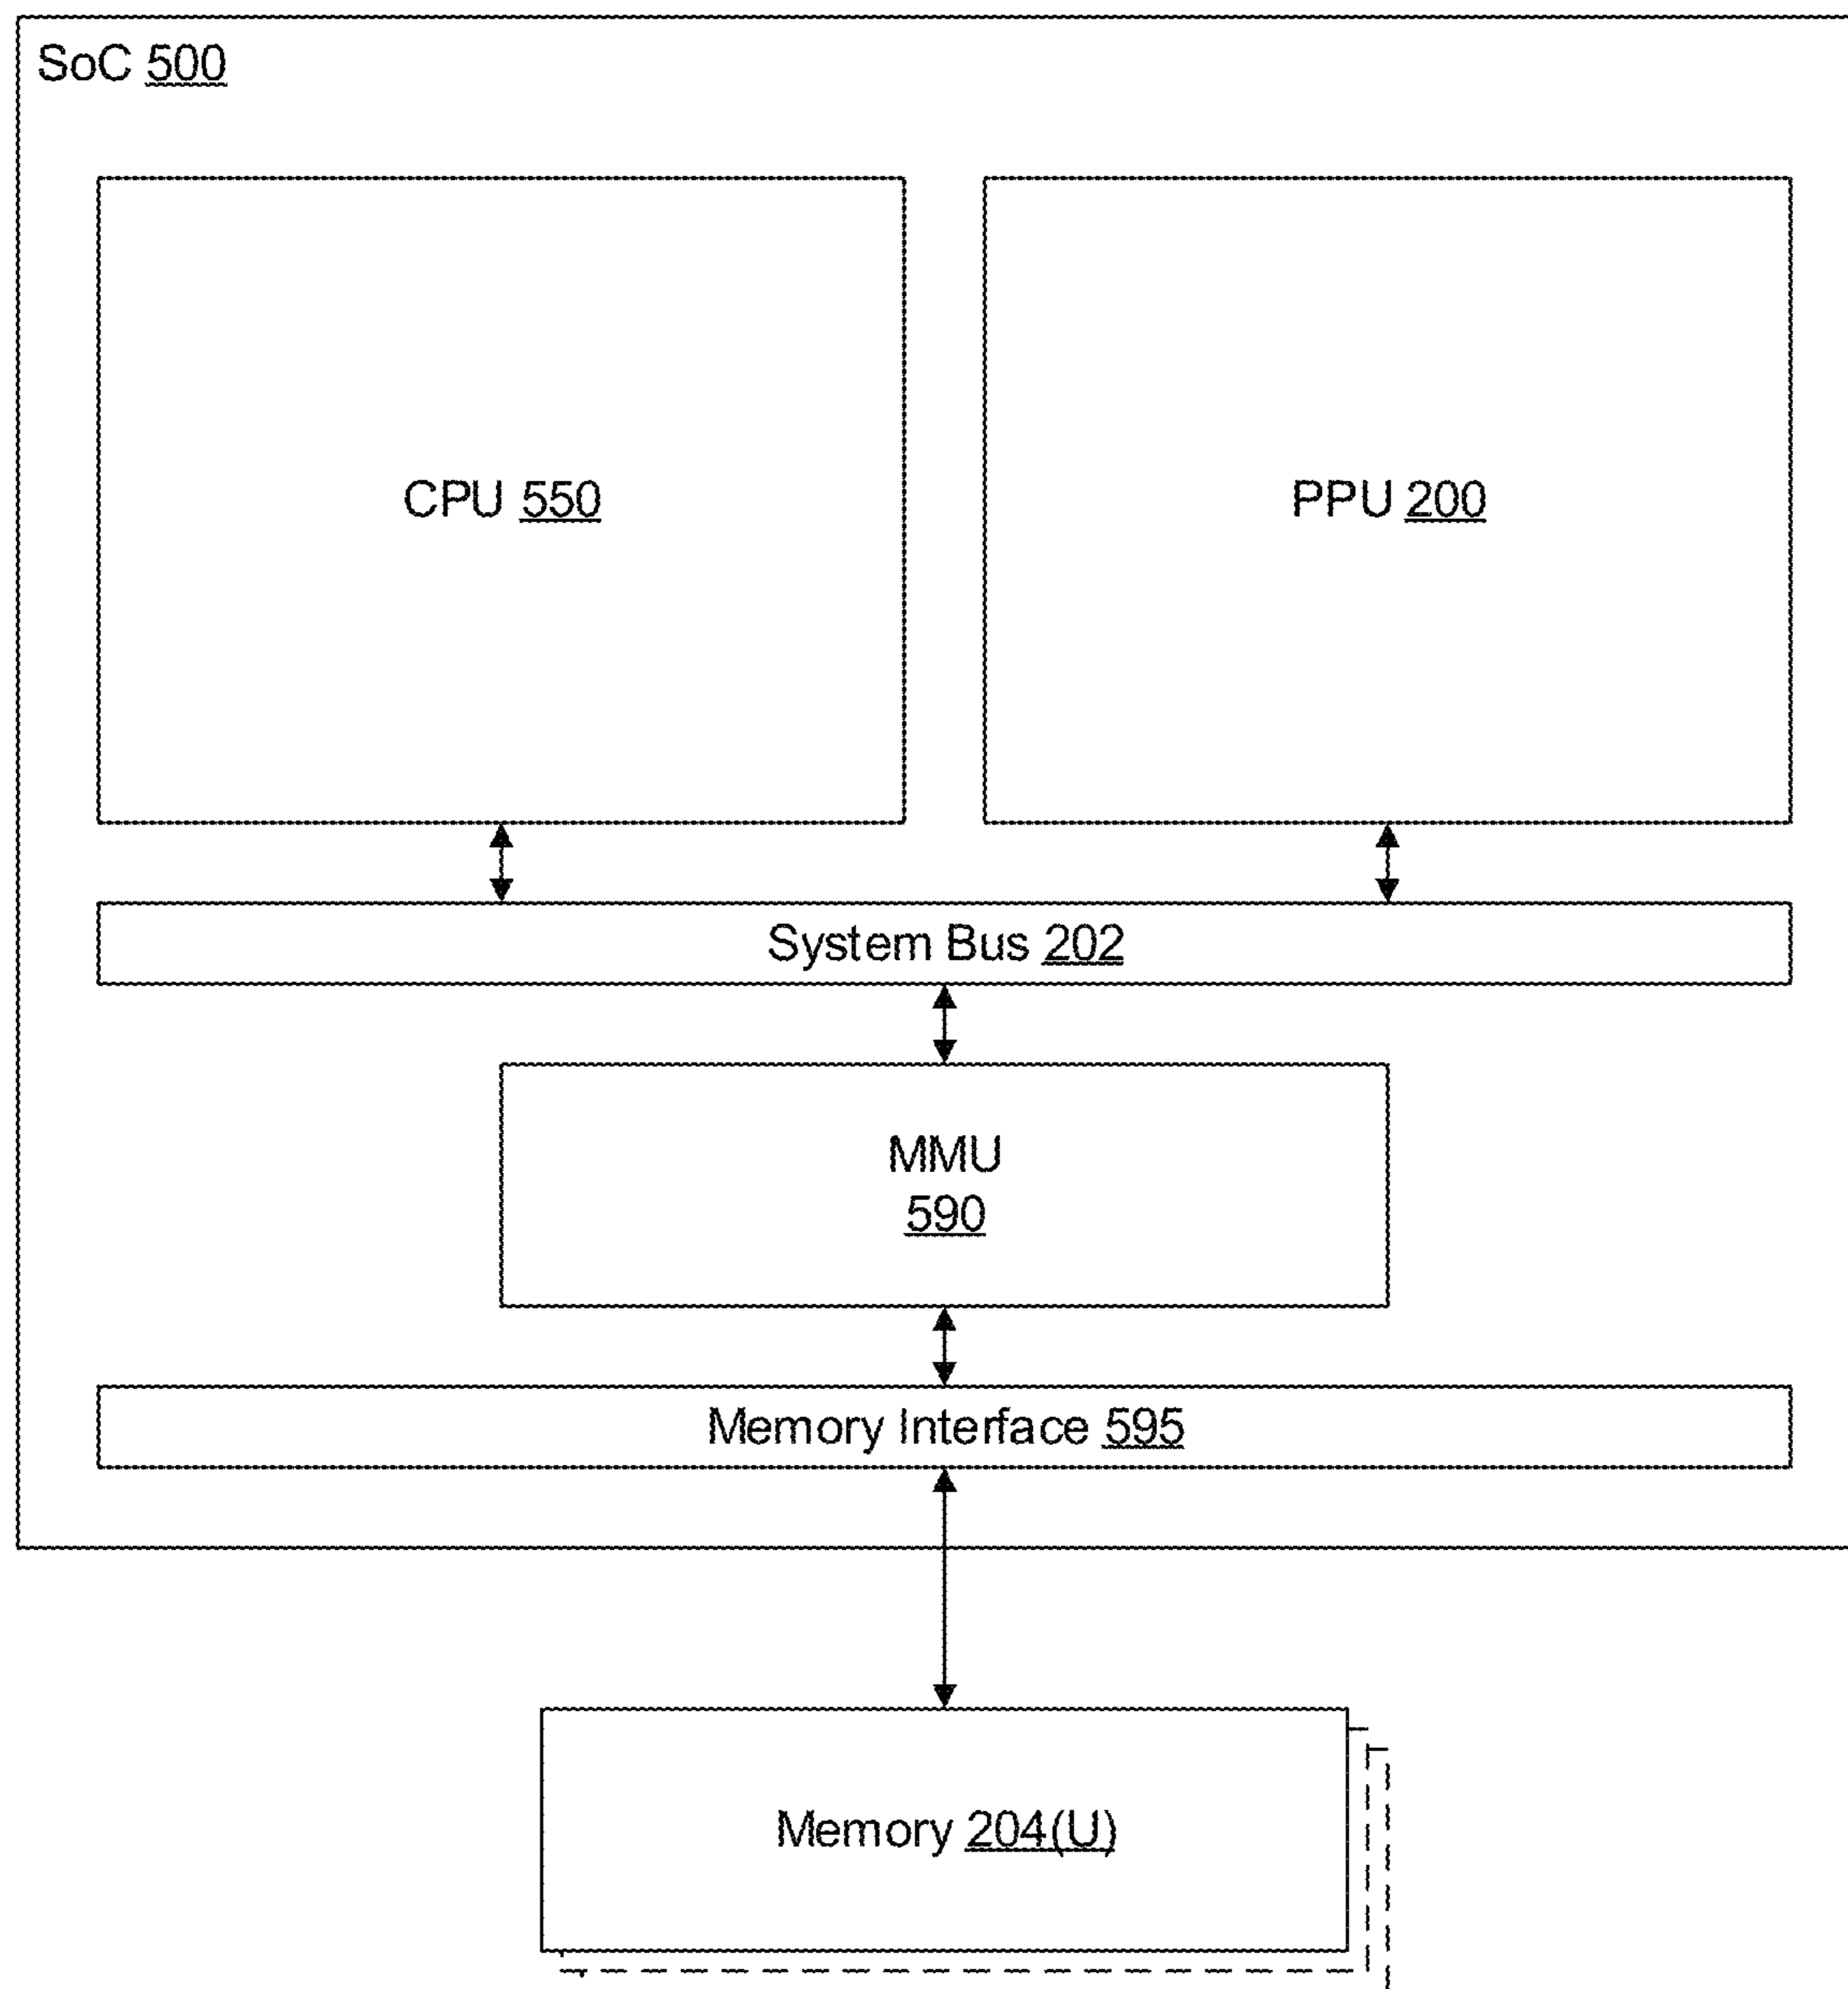 SoC 500
CPU 550
PPU 200
System Bus 202
MMU
590
Memory Interface 595
Memory 204(U)